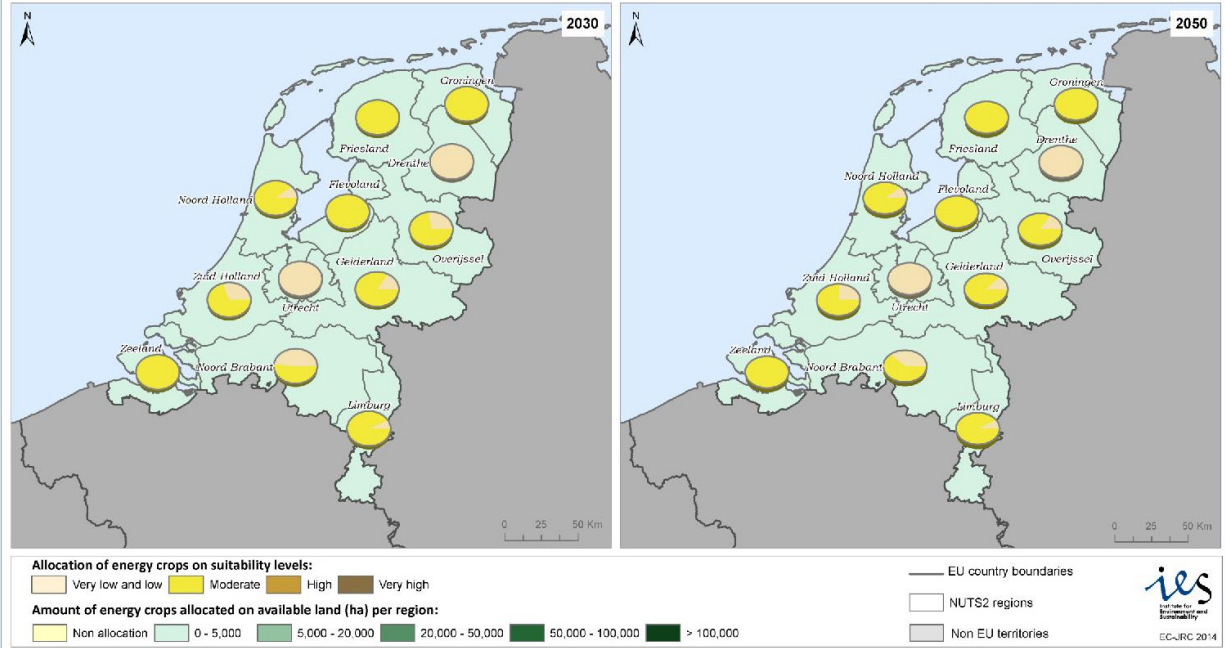 N
2030
Groningen
Friesland
Drenthe
Flevoland
Noord Holland
Overijssel
Gelderland
Zuid Holland
Utrecht
Zeeland
Noord Brabant
Limburg
0 25 50 Km
N
2050
Groningen
Friesland
Drenthe
Noord Holland
Flevoland
Overijssel
Gelderland
Zuid Holland
Utrecht
Zeeland
Noord Brabant
Limburg
0 25 50 Km
Allocation of energy crops on suitability levels:
Very low and low Moderate High Very high
Amount of energy crops allocated on available land (ha) per region:
Non allocation 0 - 5,000 5,000 - 20,000 20,000 - 50,000 50,000 - 100,000 > 100,000
EU country boundaries
NUTS2 regions
Non EU territories
ies
Institute for
Environment and
Sustainability
EC-JRC 2014